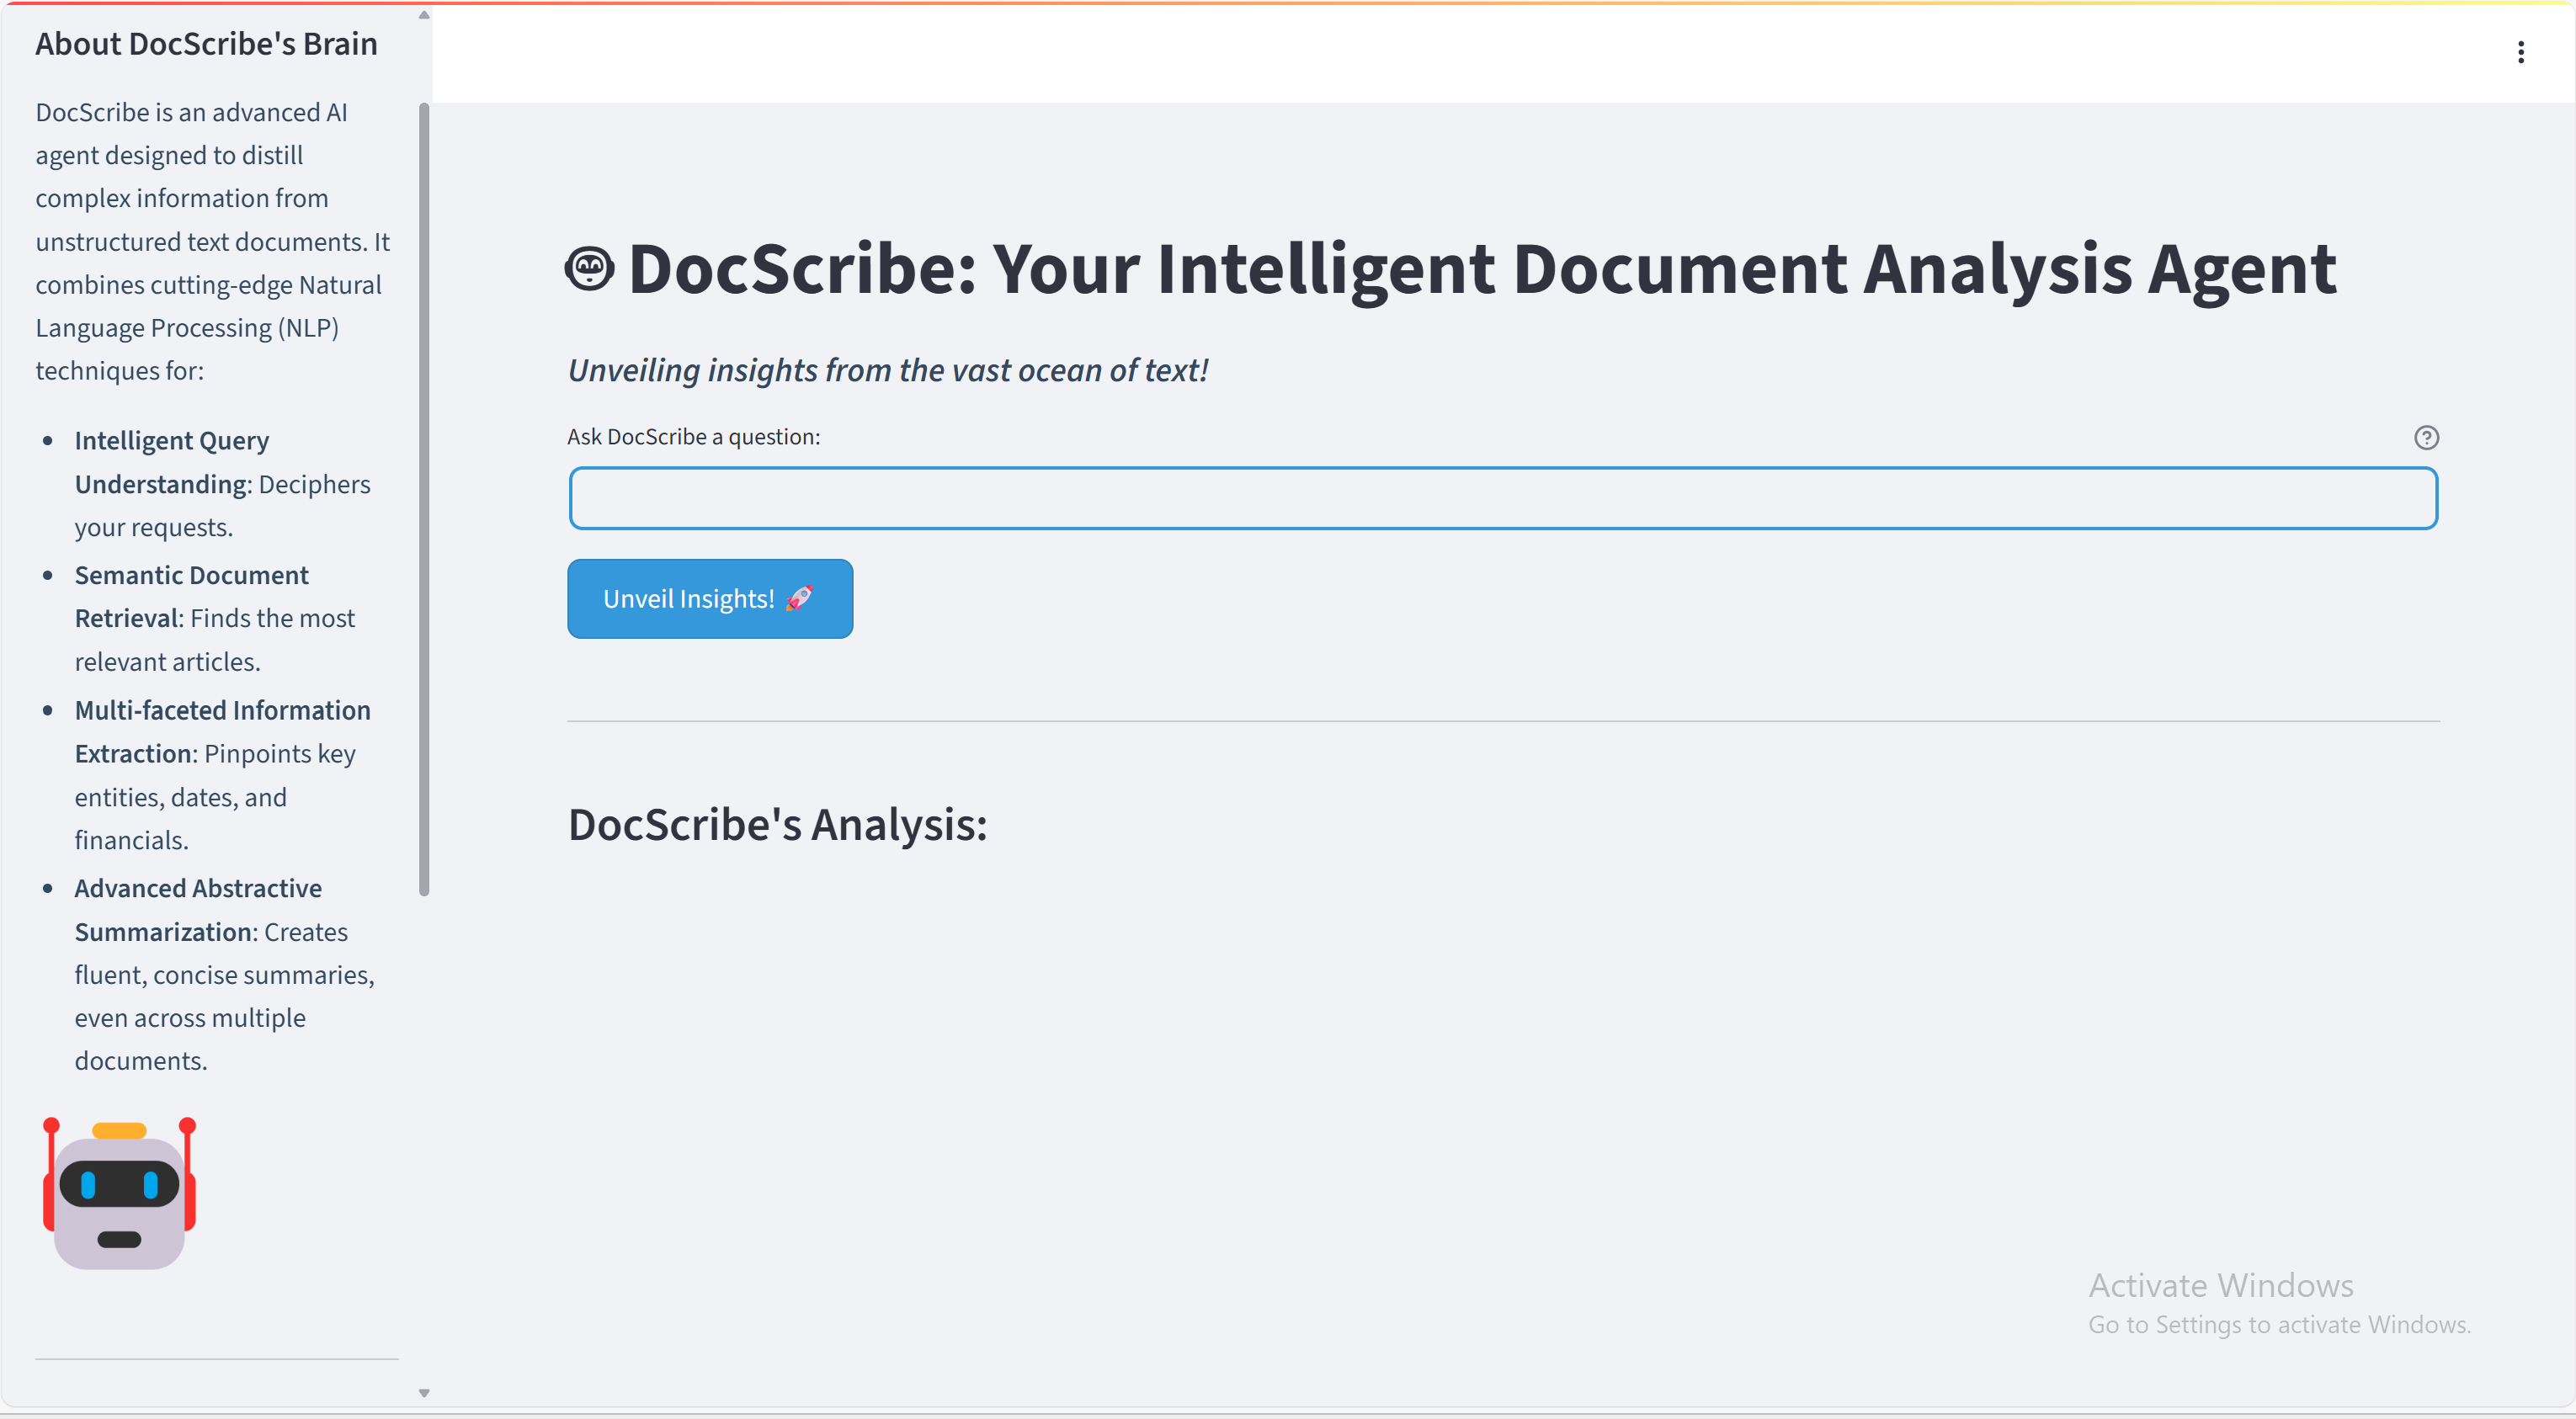 About DocScribe's Brain
DocScribe is an advanced AI
agent designed to distill
complex information from
unstructured text documents. It
combines cutting-edge Natural
Language Processing (NLP)
techniques for:
Intelligent Query
Understanding: Deciphers
your requests.
Semantic Document
Retrieval: Finds the most
relevant articles.
Multi-faceted Information
Extraction: Pinpoints key
entities, dates, and
financials.
Advanced Abstractive
Summarization: Creates
fluent, concise summaries,
even across multiple
documents.
DocScribe: Your Intelligent Document Analysis Agent
Unveiling insights from the vast ocean of text!
Ask DocScribe a question:
Unveil Insights! 🚀
DocScribe's Analysis:
Activate Windows
Go to Settings to activate Windows.